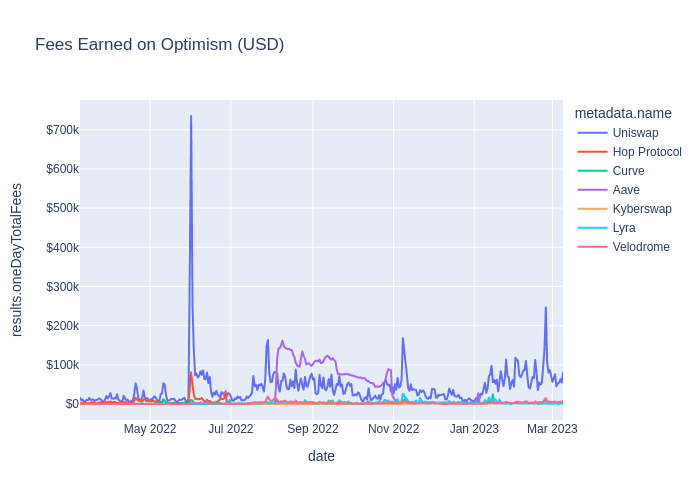 Fees Earned on Optimism (USD)
metadata.name
Uniswap
Hop Protocol
Curve
Aave
Kyberswap
Lyra
Velodrome
results.oneDayTotalFees
$700k
$600k
$500k
$400k
$300k
$200k
$100k
$0
May 2022
Jul 2022
Sep 2022
Nov 2022
Jan 2023
Mar 2023
date